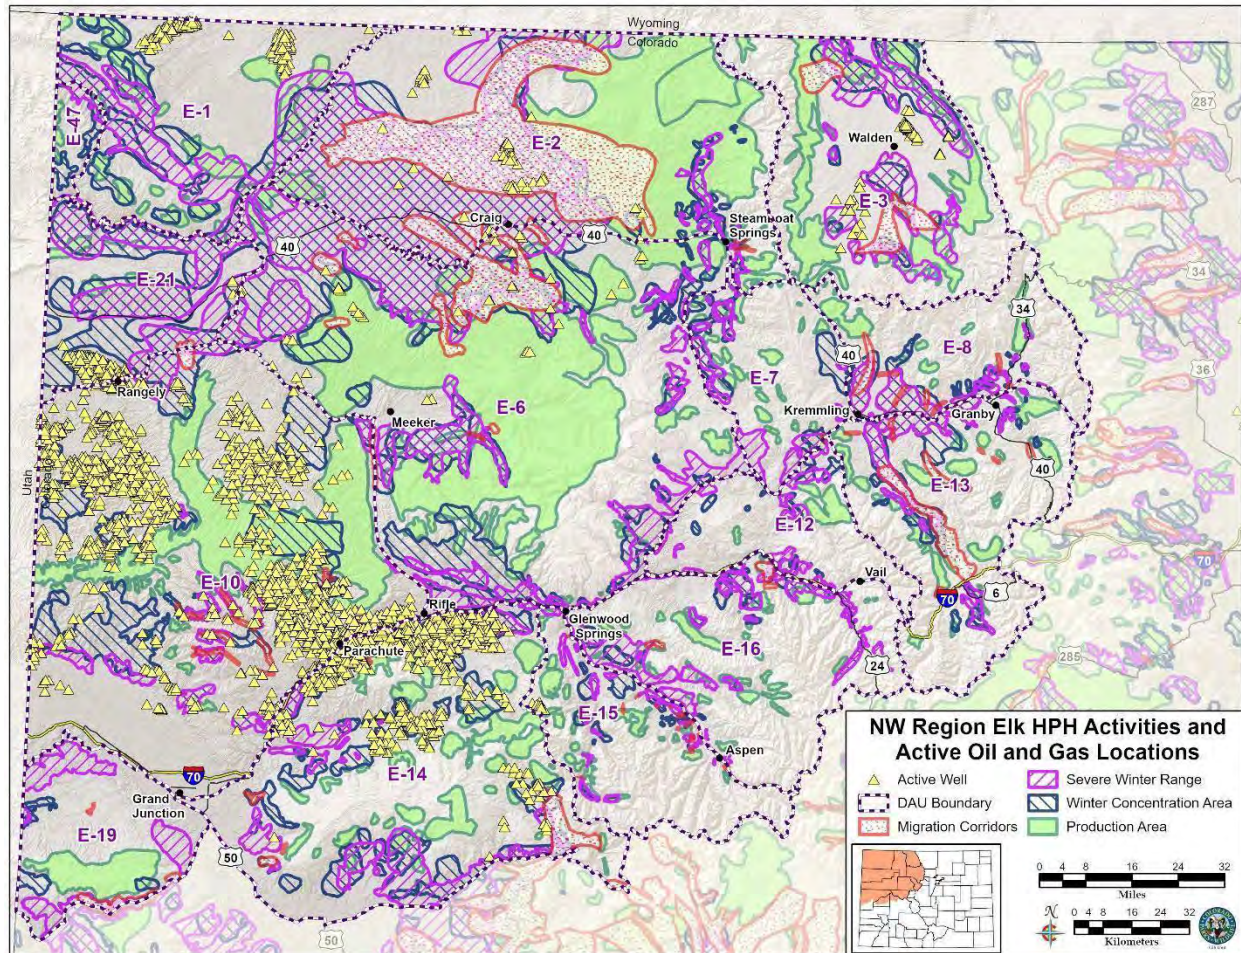 Wyoming
Colorado
287
E-1
E-47
E-2
Walden
E-3
Craig
40
40
Steamboat
Springs
34
E-21
34
E-8
40
36
E-7
Rangely
E-6
Meeker
Kremmling
Granby
Utah
40
E-13
E-12
E-10
Vail
70
70
6
Rifle
Glenwood
Springs
Parachute
E-16
24
285
E-15
Aspen
E-14
70
Grand
Junction
E-19
50
50
NW Region Elk HPH Activities and
Active Oil and Gas Locations
Active Well
Severe Winter Range
DAU Boundary
Winter Concentration Area
Migration Corridors
Production Area
0 4 8 16 24 32
Miles
N
0 4 8 16 24 32
Kilometers